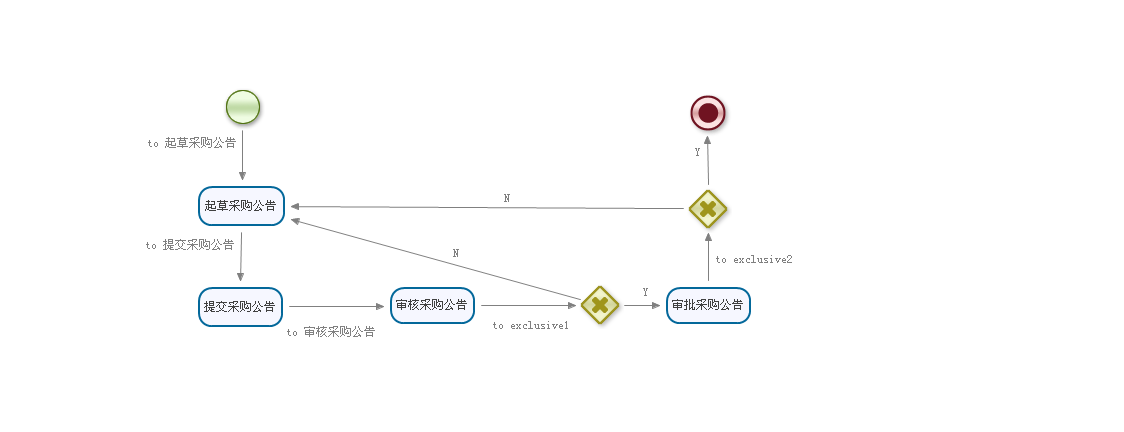 to 起草采购公告
Y
起草采购公告
N
to 提交采购公告
N
to exclusive2
提交采购公告
to 审核采购公告
审核采购公告
to exclusive1
Y
审批采购公告